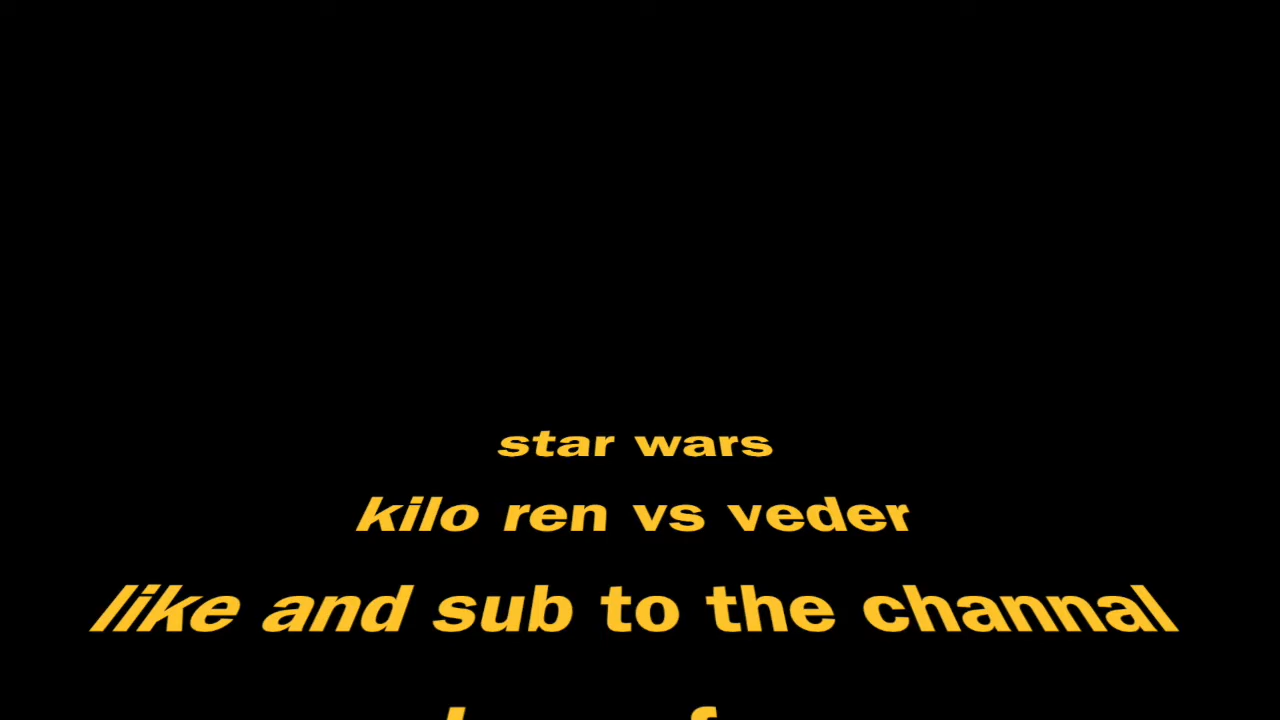 star wars
kilo ren vs veder
like and sub to the channal